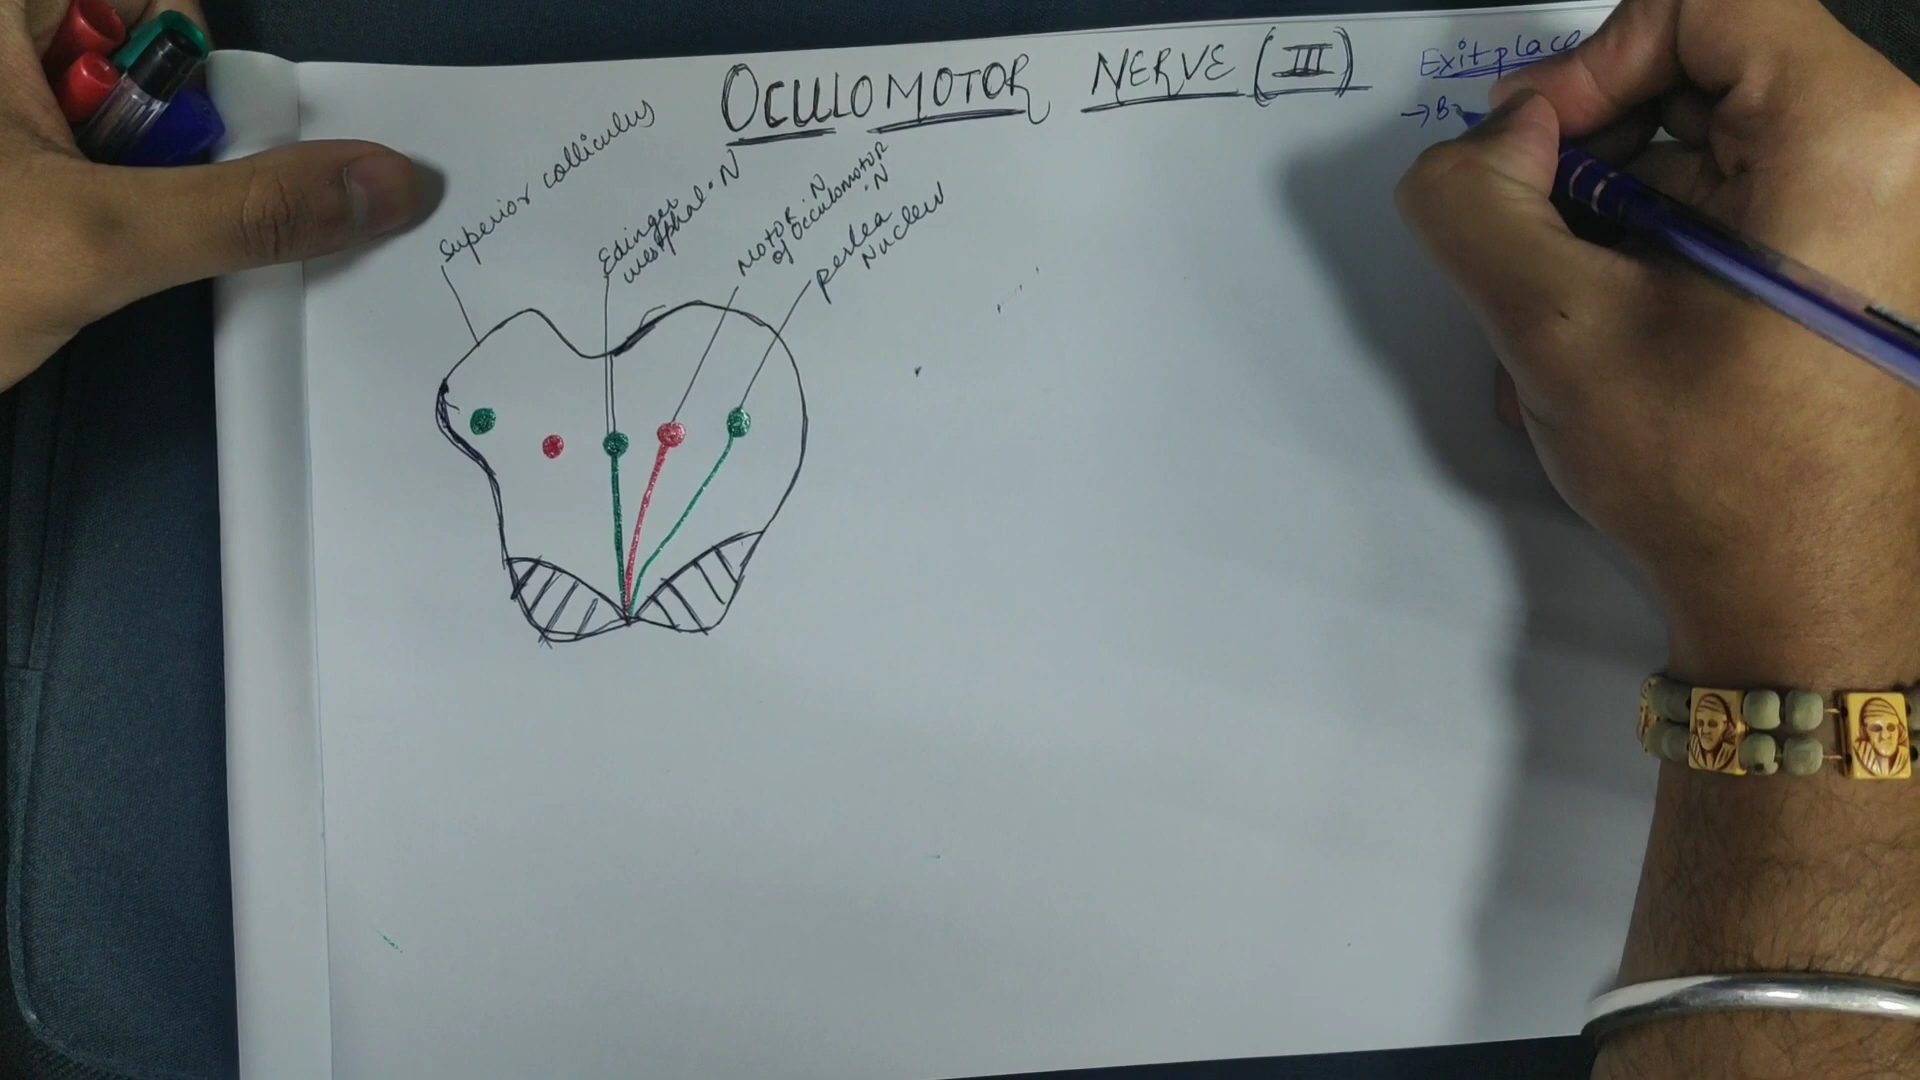 OCULOMOTOR NERVE (III)
Exit place
Superior colliculus
Edinger
westphal.N
Motor.N
of Occulomotor
.N
perlea
Nucleus